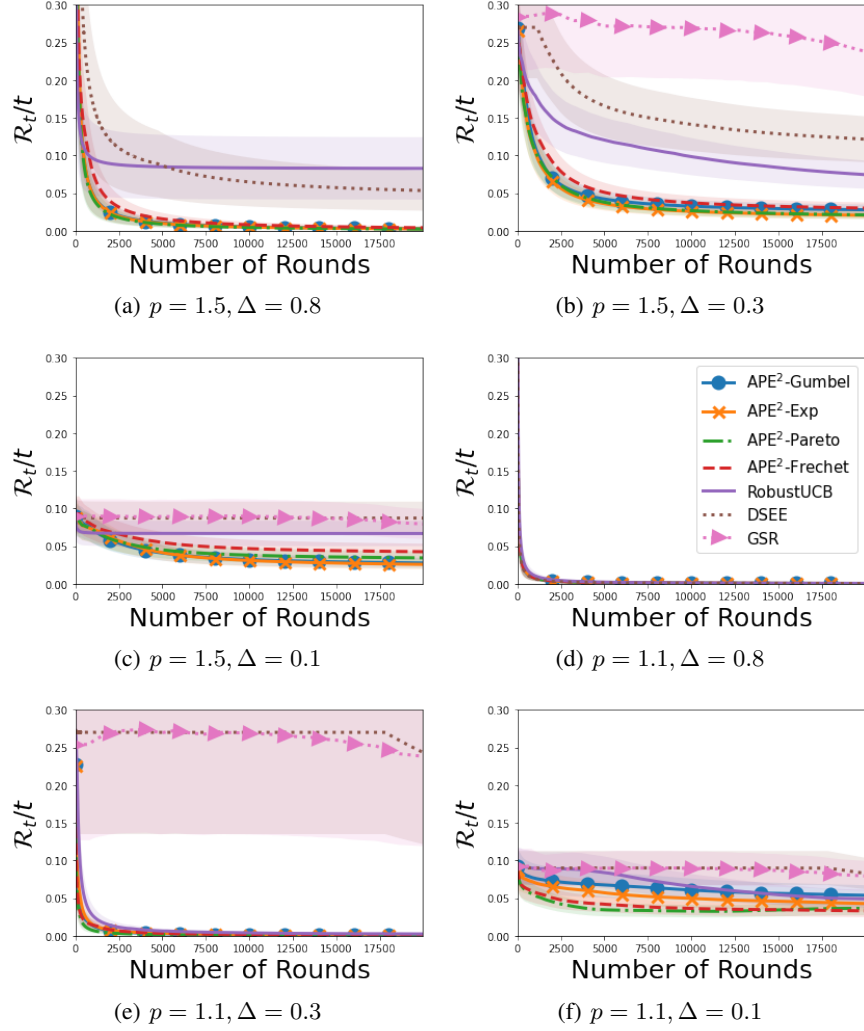 0.30
0.25
0.20
0.15
0.10
0.05
0.00
ℛₜ/t
0 2500 5000 7500 10000 12500 15000 17500
Number of Rounds
(a) p = 1.5, Δ = 0.8
0.30
0.25
0.20
0.15
0.10
0.05
0.00
ℛₜ/t
0 2500 5000 7500 10000 12500 15000 17500
Number of Rounds
(b) p = 1.5, Δ = 0.3
0.30
0.25
0.20
0.15
0.10
0.05
0.00
ℛₜ/t
0 2500 5000 7500 10000 12500 15000 17500
Number of Rounds
(c) p = 1.5, Δ = 0.1
0.30
0.25
0.20
0.15
0.10
0.05
0.00
ℛₜ/t
APE²-Gumbel
APE²-Exp
APE²-Pareto
APE²-Frechet
RobustUCB
DSEE
GSR
0 2500 5000 7500 10000 12500 15000 17500
Number of Rounds
(d) p = 1.1, Δ = 0.8
0.30
0.25
0.20
0.15
0.10
0.05
0.00
ℛₜ/t
0 2500 5000 7500 10000 12500 15000 17500
Number of Rounds
(e) p = 1.1, Δ = 0.3
0.30
0.25
0.20
0.15
0.10
0.05
0.00
ℛₜ/t
0 2500 5000 7500 10000 12500 15000 17500
Number of Rounds
(f) p = 1.1, Δ = 0.1